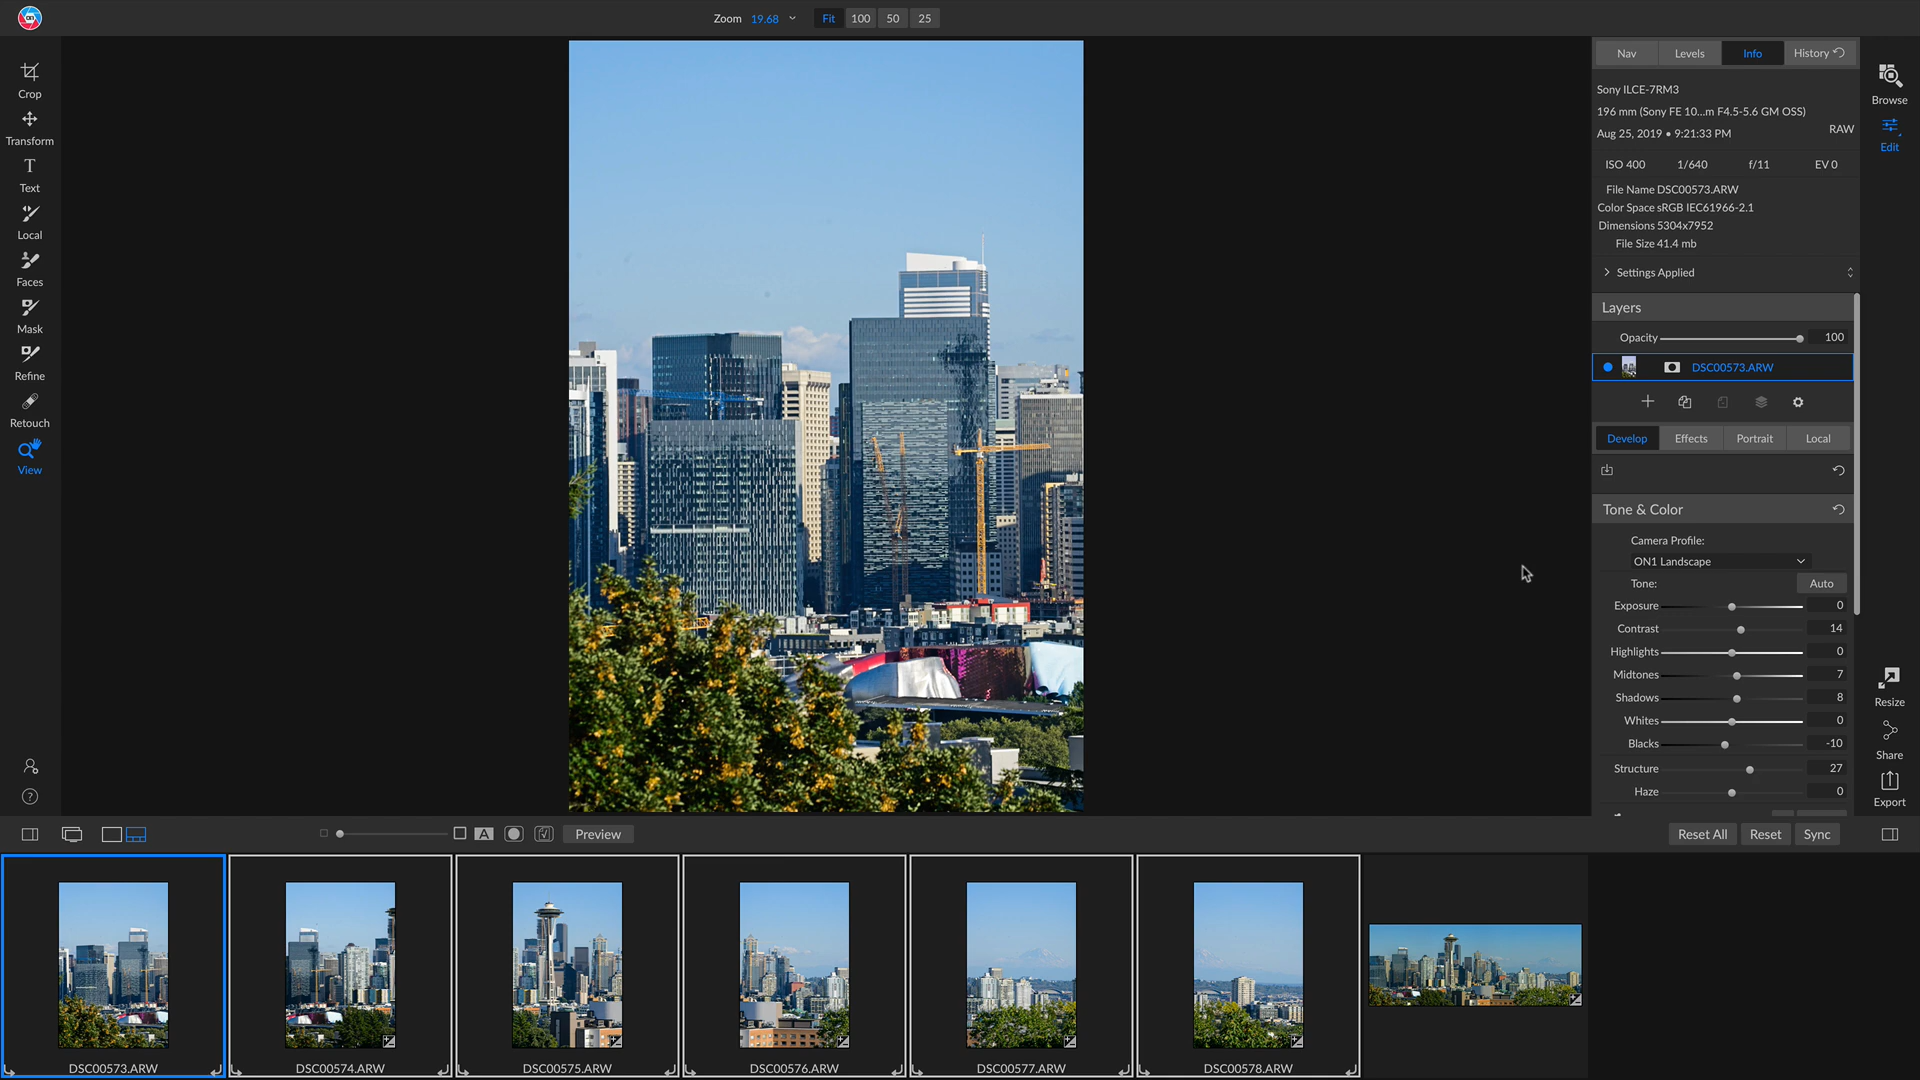 Zoom 19.68 Fit 100 50 25
Crop
Transform
T
Text
Local
Faces
Mask
Refine
Retouch
View
?
Nav Levels Info History
Sony ILCE-7RM3
196 mm (Sony FE 10...m F4.5-5.6 GM OSS)
Aug 25, 2019 • 9:21:33 PM RAW
ISO 400 1/640 f/11 EV 0
File Name DSC00573.ARW
Color Space sRGB IEC61966-2.1
Dimensions 5304x7952
File Size 41.4 mb
Settings Applied
Layers
Opacity 100
DSC00573.ARW
Develop Effects Portrait Local
Tone & Color
Camera Profile:
ON1 Landscape
Tone: Auto
Exposure 0
Contrast 14
Highlights 0
Midtones 7
Shadows 8
Whites 0
Blacks -10
Structure 27
Haze 0
Browse
Edit
Resize
Share
Export
A Preview Reset All Reset Sync
DSC00573.ARW DSC00574.ARW DSC00575.ARW DSC00576.ARW DSC00577.ARW DSC00578.ARW